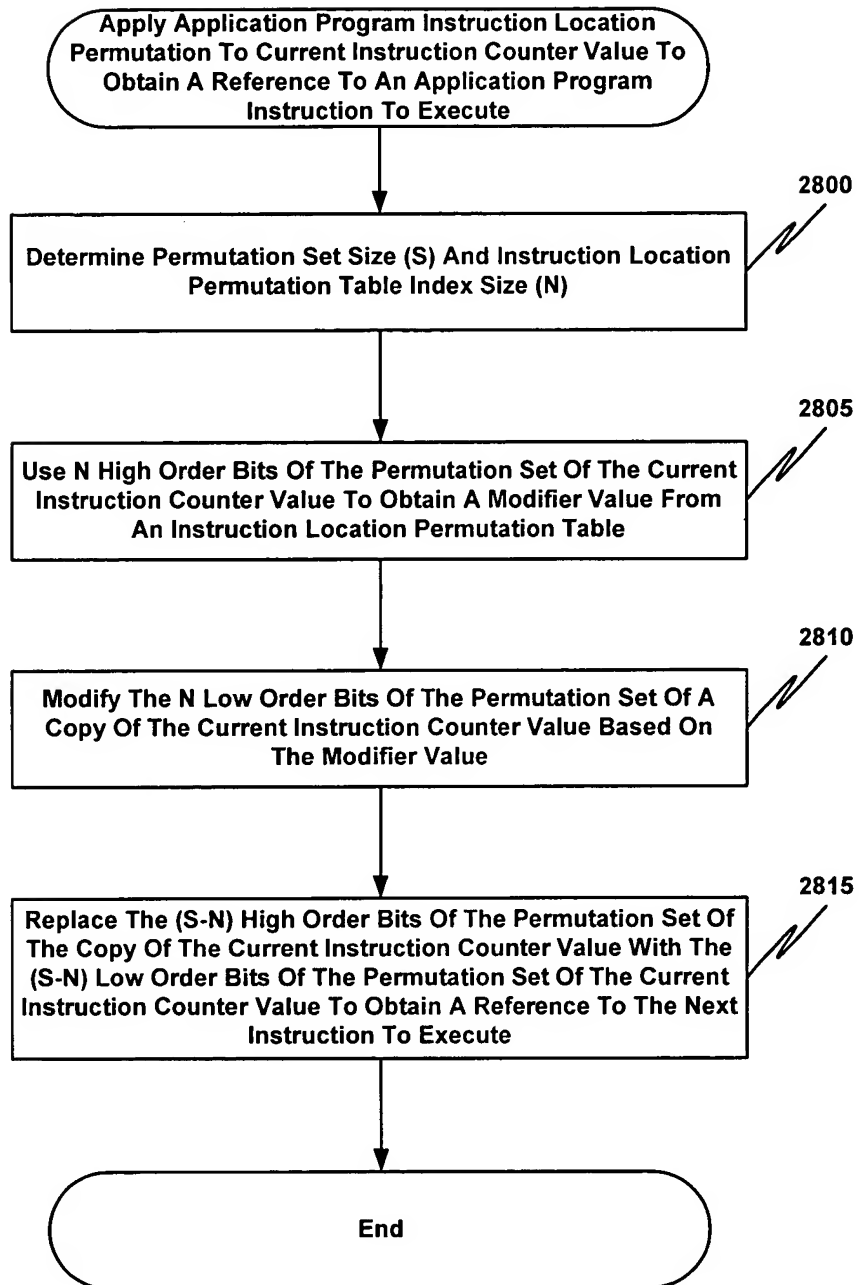 Apply Application Program Instruction Location
Permutation To Current Instruction Counter Value To
Obtain A Reference To An Application Program
Instruction To Execute
2800
Determine Permutation Set Size (S) And Instruction Location
Permutation Table Index Size (N)
2805
Use N High Order Bits Of The Permutation Set Of The Current
Instruction Counter Value To Obtain A Modifier Value From
An Instruction Location Permutation Table
2810
Modify The N Low Order Bits Of The Permutation Set Of A
Copy Of The Current Instruction Counter Value Based On
The Modifier Value
2815
Replace The (S-N) High Order Bits Of The Permutation Set Of
The Copy Of The Current Instruction Counter Value With The
(S-N) Low Order Bits Of The Permutation Set Of The Current
Instruction Counter Value To Obtain A Reference To The Next
Instruction To Execute
End